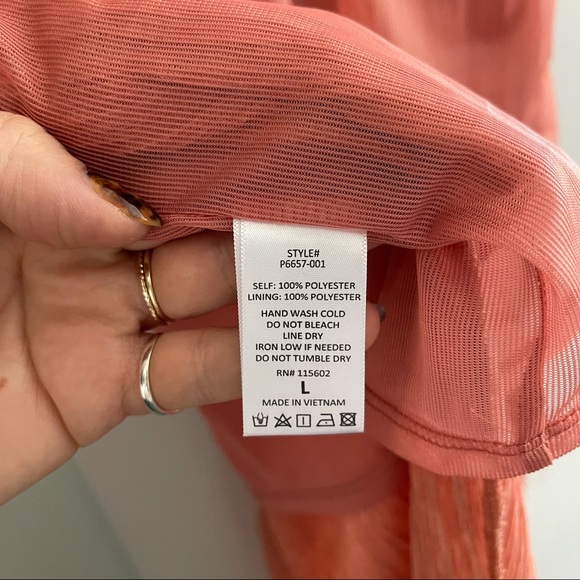 STYLE#
P6657-001
SELF: 100% POLYESTER
LINING: 100% POLYESTER
HAND WASH COLD
DO NOT BLEACH
LINE DRY
IRON LOW IF NEEDED
DO NOT TUMBLE DRY
RN# 115602
L
MADE IN VIETNAM